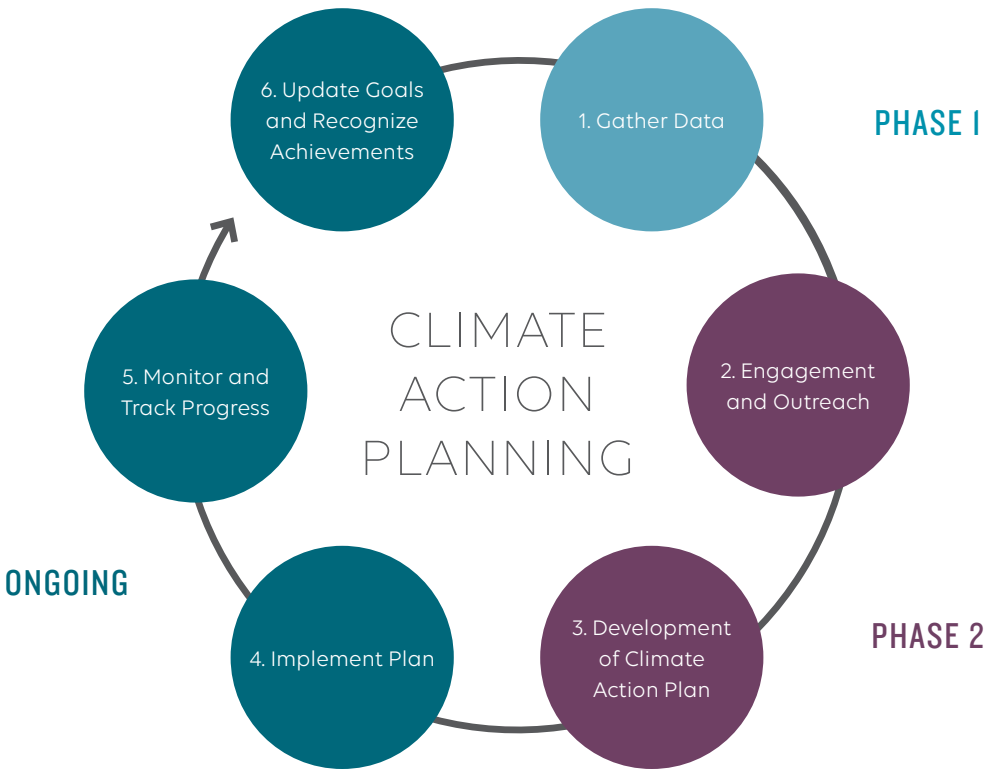 CLIMATE
ACTION
PLANNING
1. Gather Data
PHASE 1
2. Engagement
and Outreach
3. Development
of Climate
Action Plan
PHASE 2
4. Implement Plan
ONGOING
5. Monitor and
Track Progress
6. Update Goals
and Recognize
Achievements